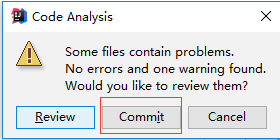 Code Analysis
Some files contain problems.
No errors and one warning found.
Would you like to review them?
Review
Commit
Cancel